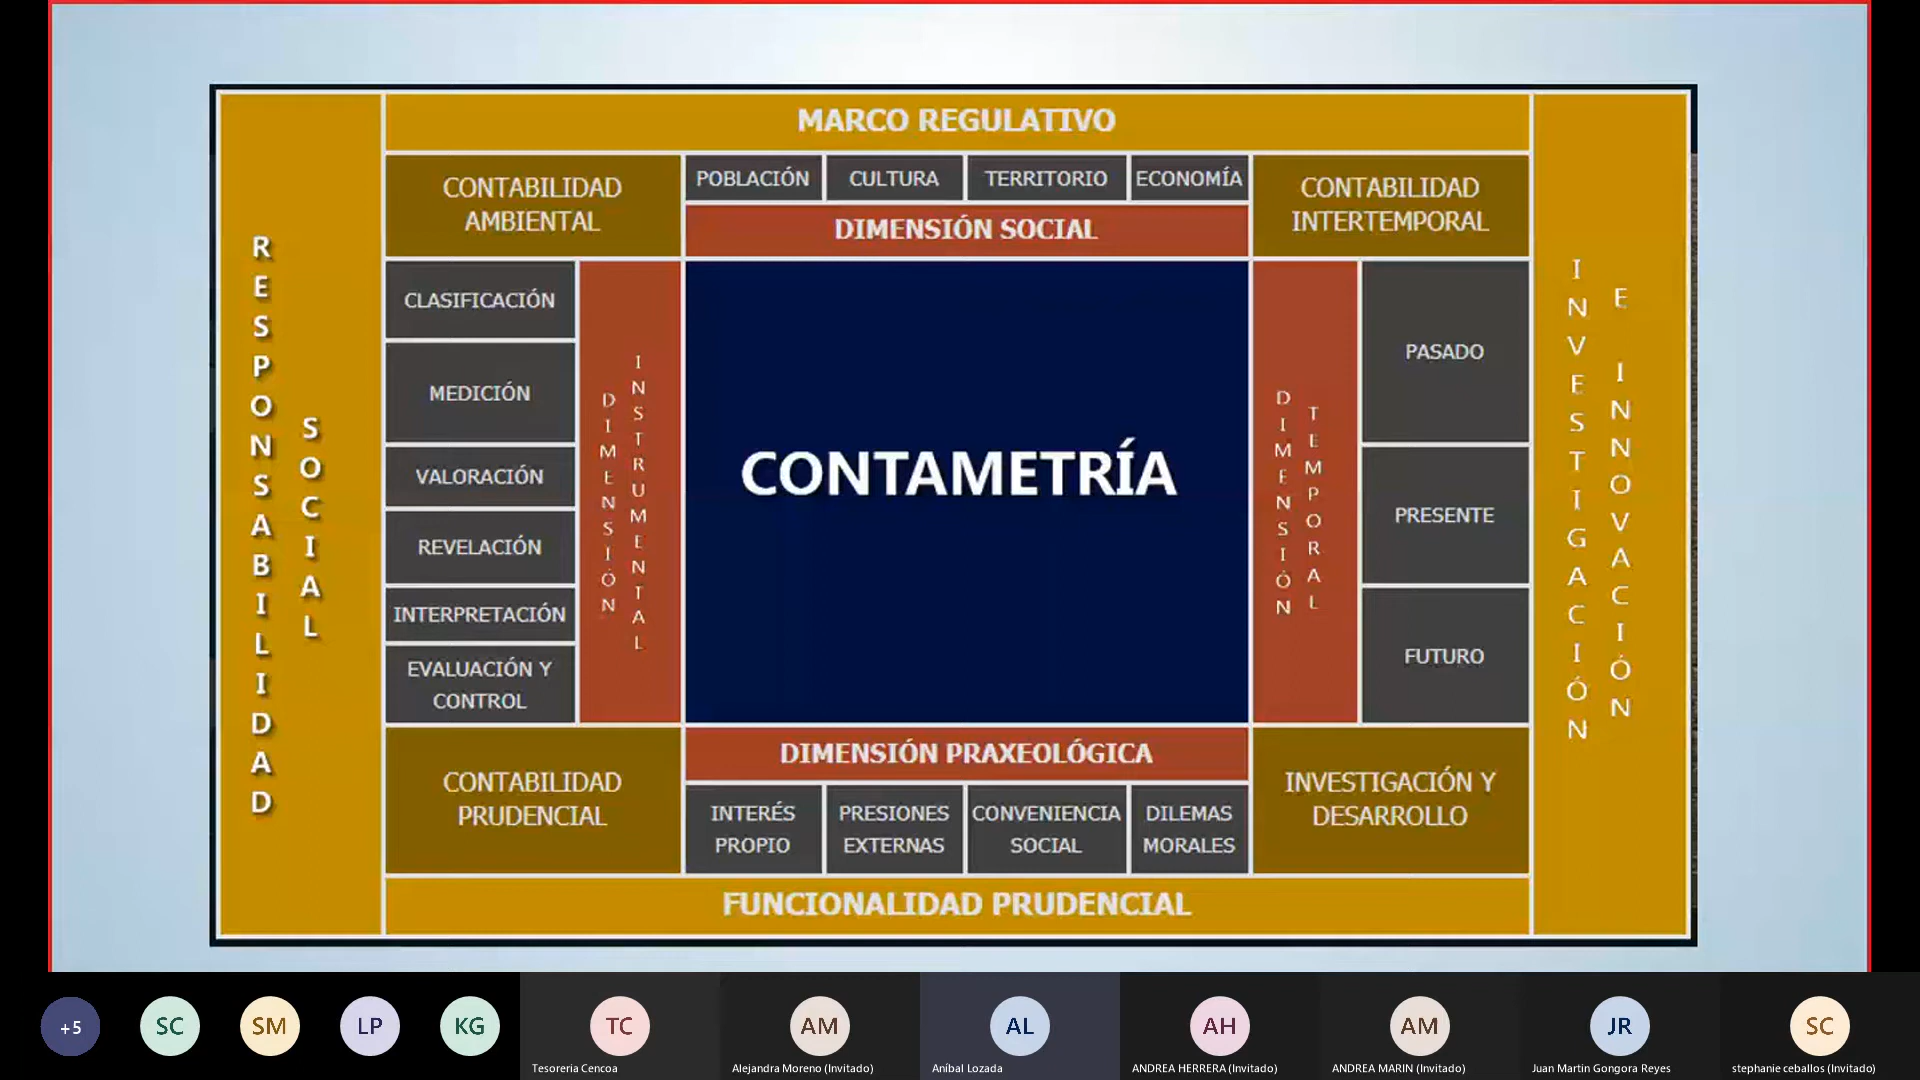 MARCO REGULATIVO
RESPONSABILIDAD
SOCIAL
CONTABILIDAD
AMBIENTAL
POBLACIÓN
CULTURA
TERRITORIO
ECONOMÍA
DIMENSIÓN SOCIAL
CONTABILIDAD
INTERTEMPORAL
CLASIFICACIÓN
MEDICIÓN
VALORACIÓN
REVELACIÓN
INTERPRETACIÓN
EVALUACIÓN Y
CONTROL
DIMENSIÓN
INSTRUMENTAL
CONTAMETRÍA
DIMENSIÓN
TEMPORAL
PASADO
PRESENTE
FUTURO
INVESTIGACIÓN
E INNOVACIÓN
CONTABILIDAD
PRUDENCIAL
DIMENSIÓN PRAXEOLÓGICA
INTERÉS
PROPIO
PRESIONES
EXTERNAS
CONVENIENCIA
SOCIAL
DILEMAS
MORALES
INVESTIGACIÓN Y
DESARROLLO
FUNCIONALIDAD PRUDENCIAL
+5
SC
SM
LP
KG
TC
Tesoreria Cencoa
AM
Alejandra Moreno (Invitado)
AL
Aníbal Lozada
AH
ANDREA HERRERA (Invitado)
AM
ANDREA MARIN (Invitado)
JR
Juan Martin Gongora Reyes
SC
stephanie ceballos (Invitado)